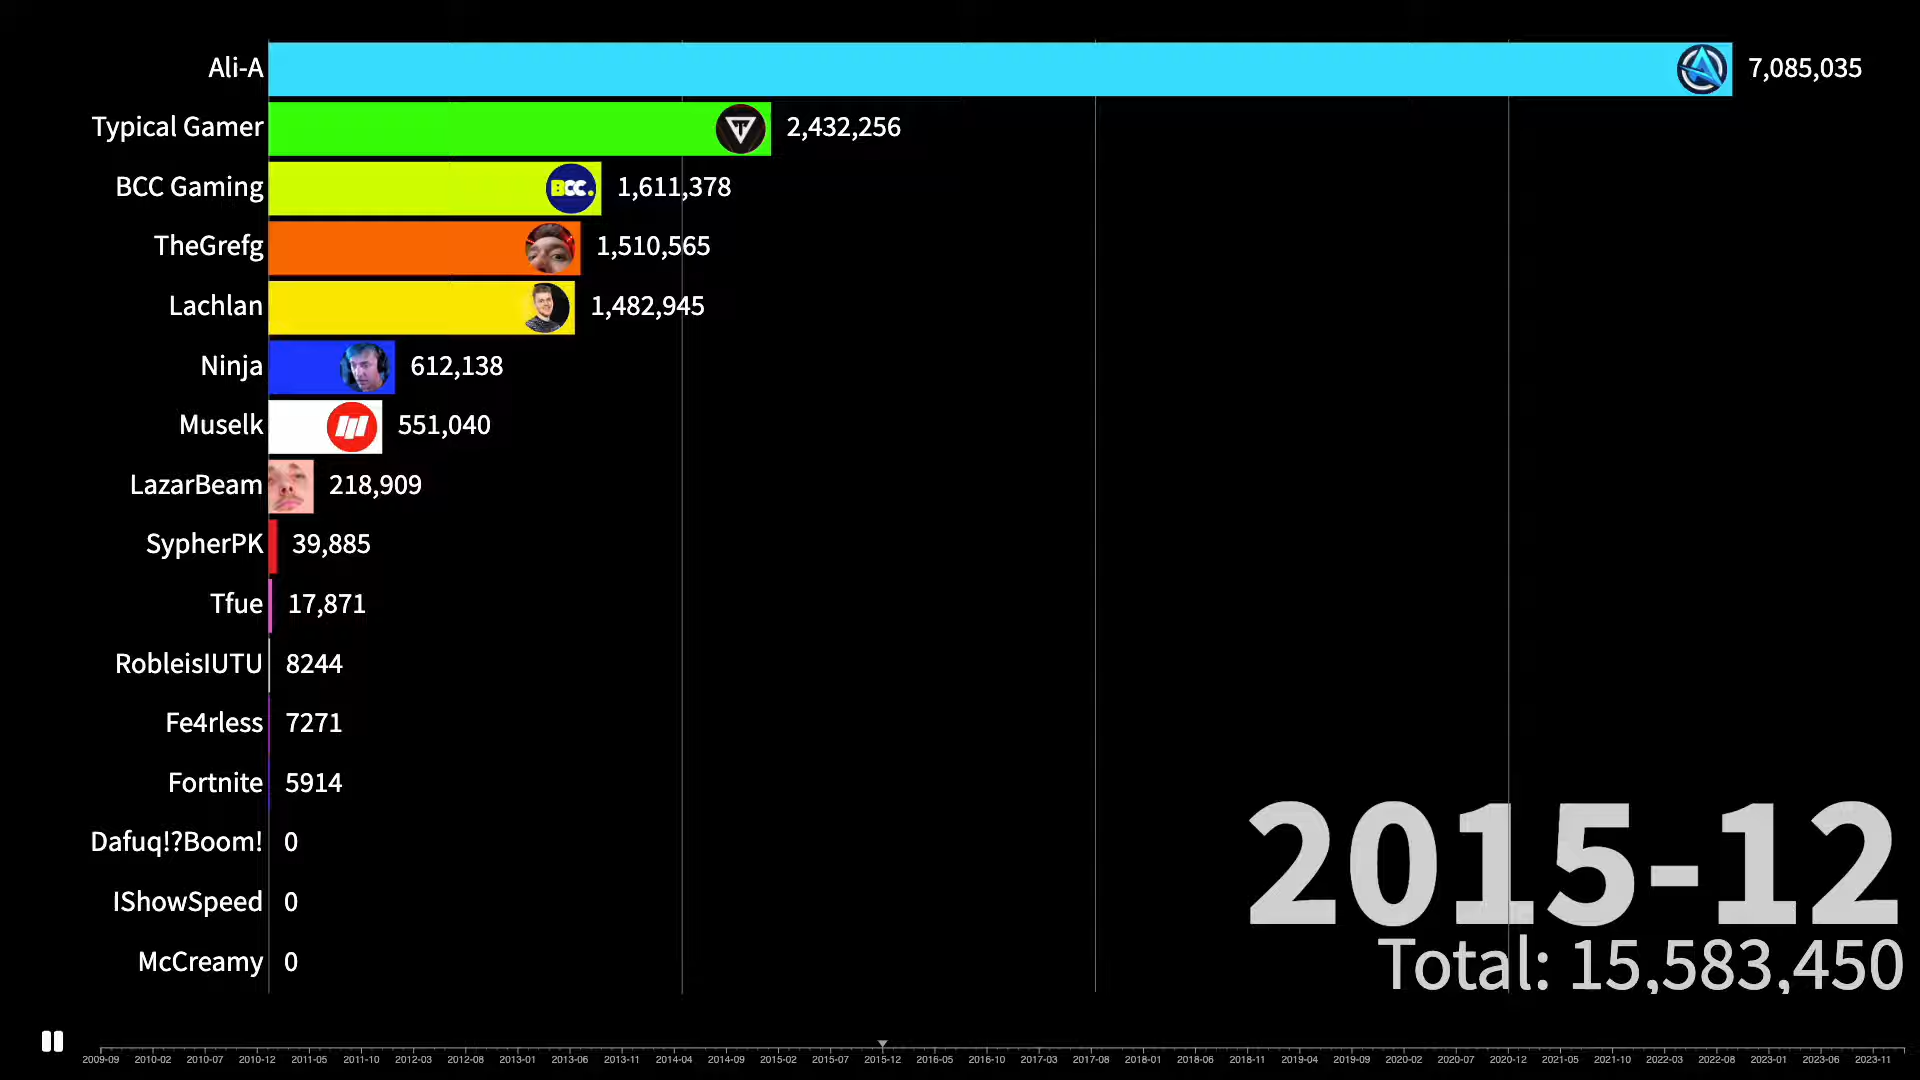 Ali-A 7,085,035
Typical Gamer 2,432,256
BCC Gaming BCC. 1,611,378
TheGrefg 1,510,565
Lachlan 1,482,945
Ninja 612,138
Muselk 551,040
LazarBeam 218,909
SypherPK 39,885
Tfue 17,871
RobleisIUTU 8244
Fe4rless 7271
Fortnite 5914
Dafuq!?Boom! 0
IShowSpeed 0
McCreamy 0
2015-12
Total: 15,583,450
2009-09 2010-02 2010-07 2010-12 2011-05 2011-10 2012-03 2012-08 2013-01 2013-06 2013-11 2014-04 2014-09 2015-02 2015-07 2015-12 2016-05 2016-10 2017-03 2017-08 2018-01 2018-06 2018-11 2019-04 2019-09 2020-02 2020-07 2020-12 2021-05 2021-10 2022-03 2022-08 2023-01 2023-06 2023-11